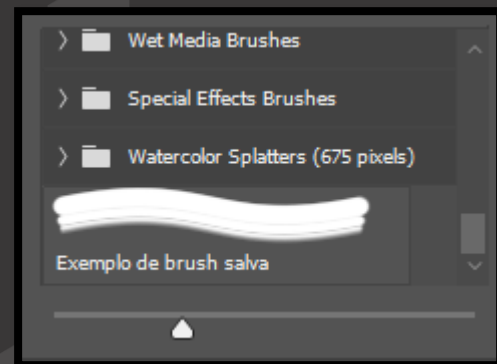 Wet Media Brushes
Special Effects Brushes
Watercolor Splatters (675 pixels)
Exemplo de brush salva